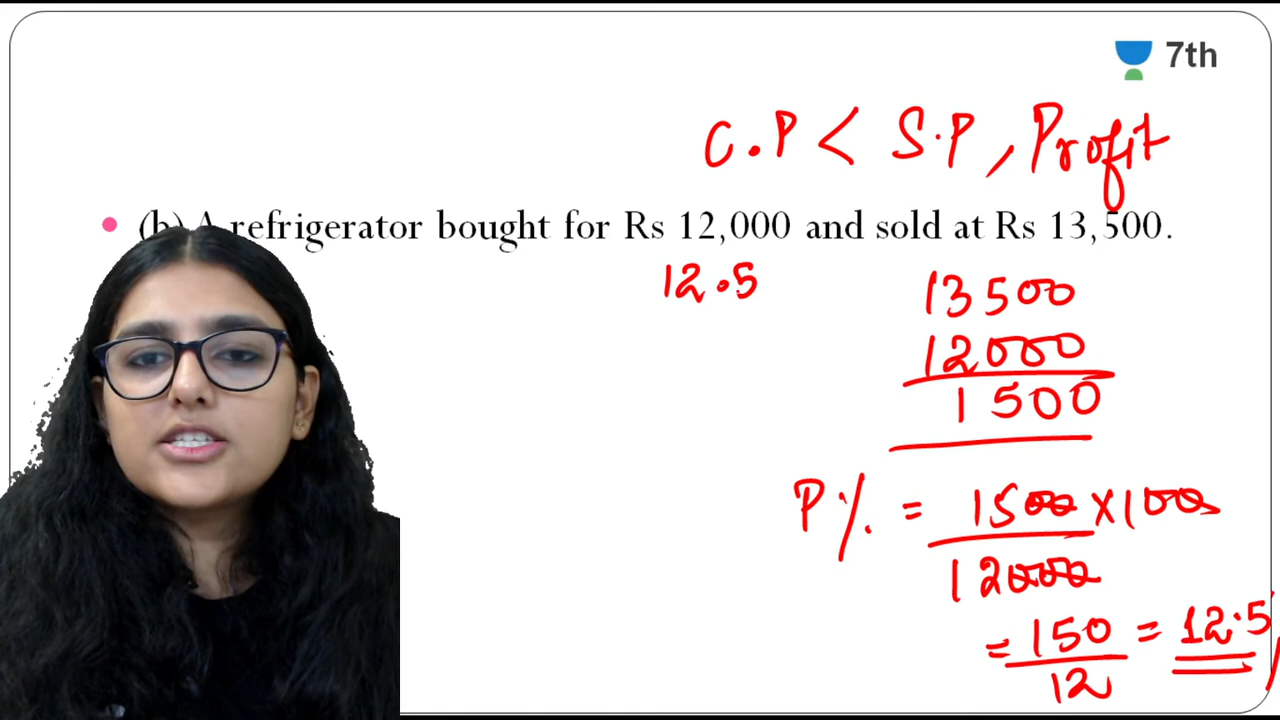 7th
C.P < S.P, Profit
(b) A refrigerator bought for Rs 12,000 and sold at Rs 13,500.
12.5
13500
12000
1500
P% = 1500 × 100
12000
= 150 = 12.5%
12